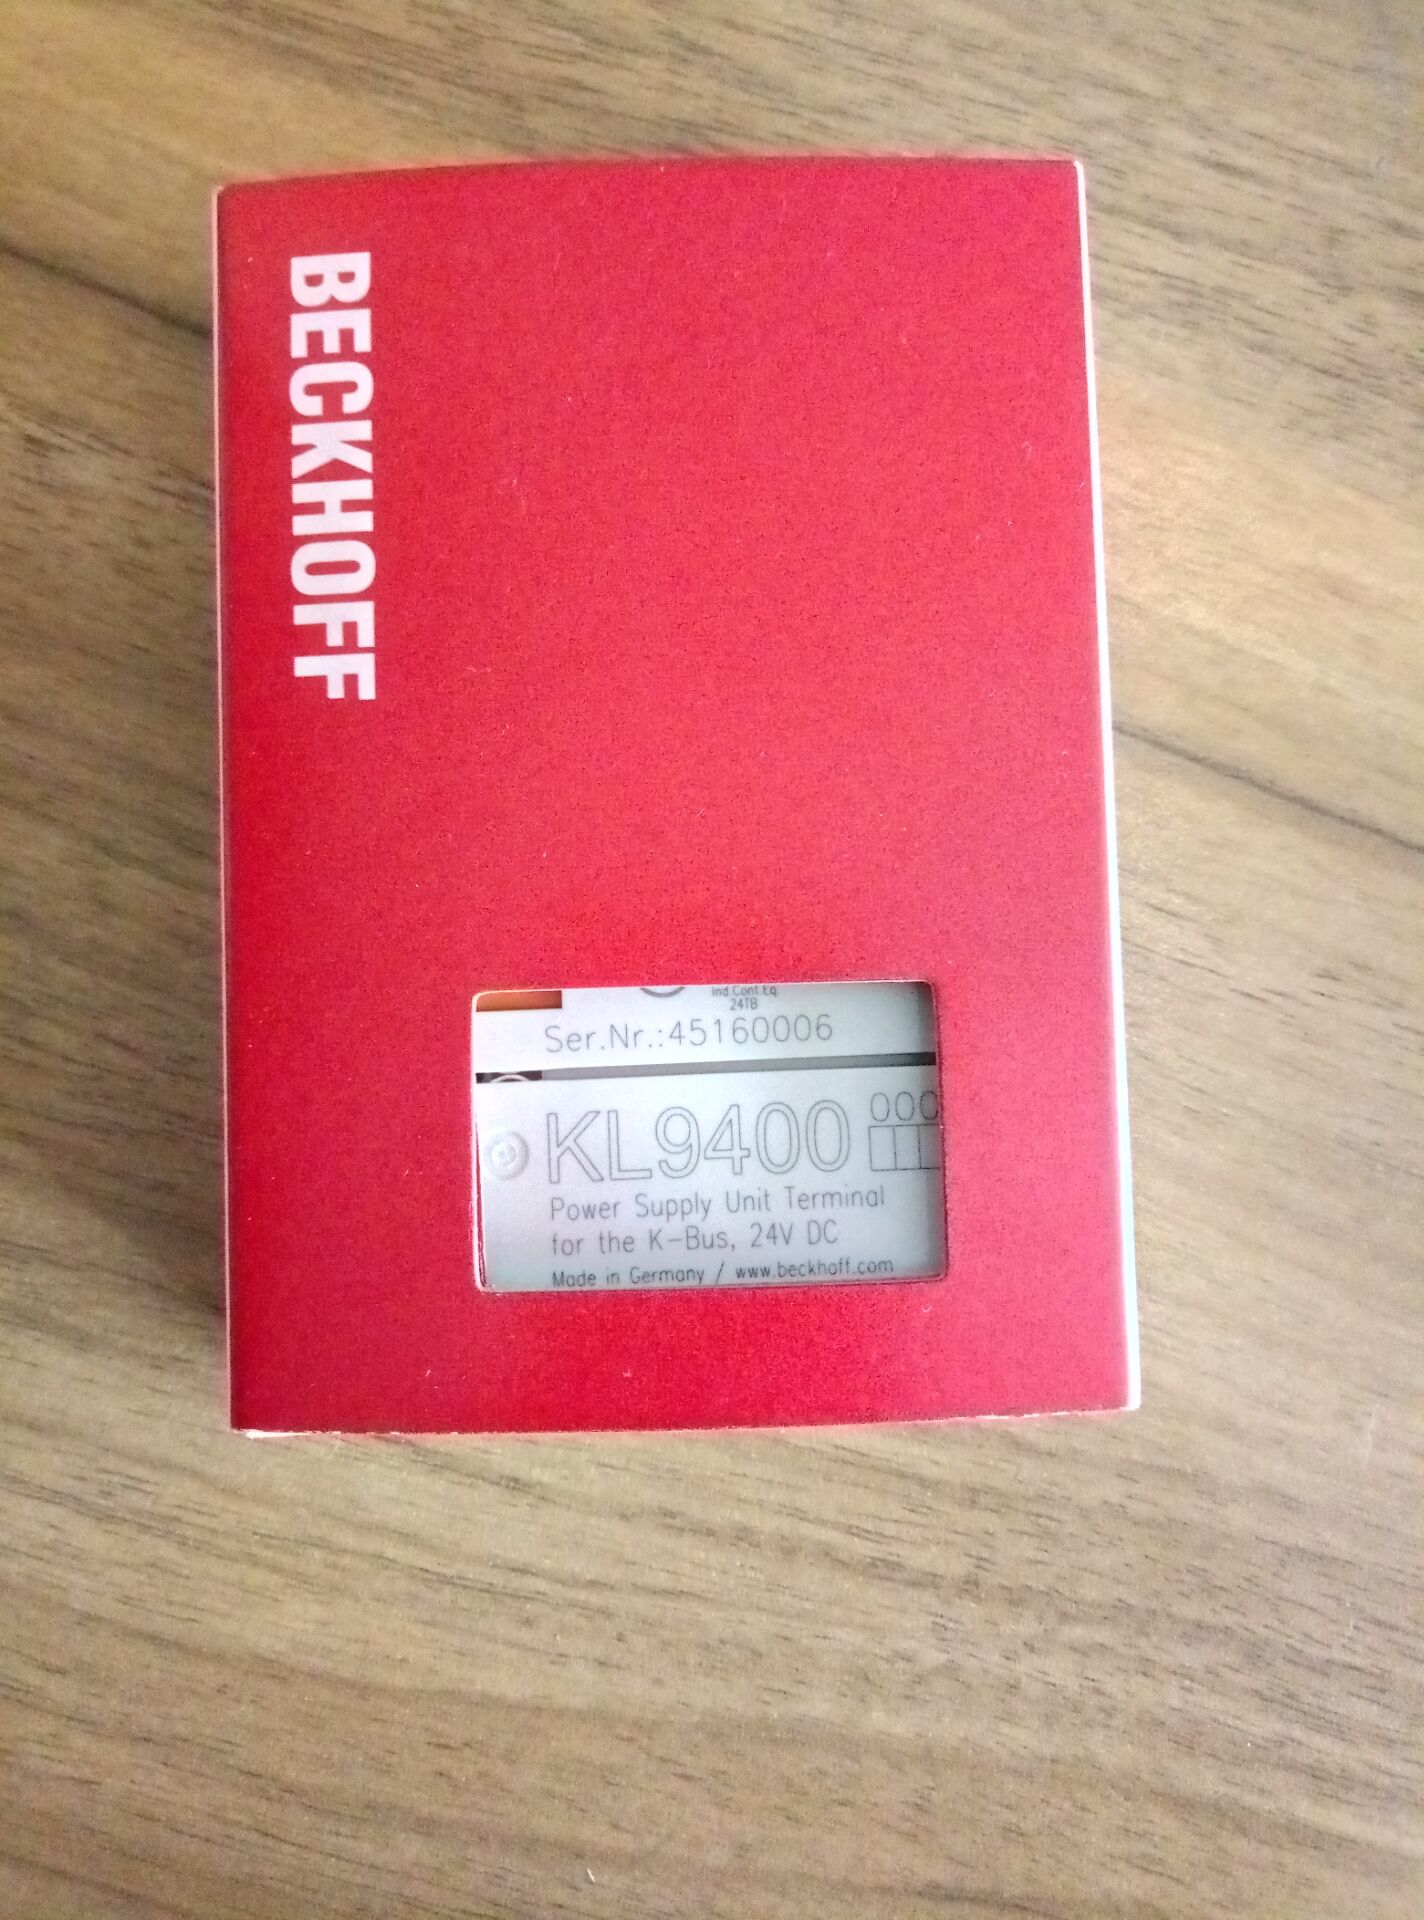 BECKHOFF
Ind.Cont.Eq
24TB
Ser.Nr.:45160006
KL9400
Power Supply Unit Terminal
for the K-Bus, 24V DC
Made in Germany / www.beckhoff.com